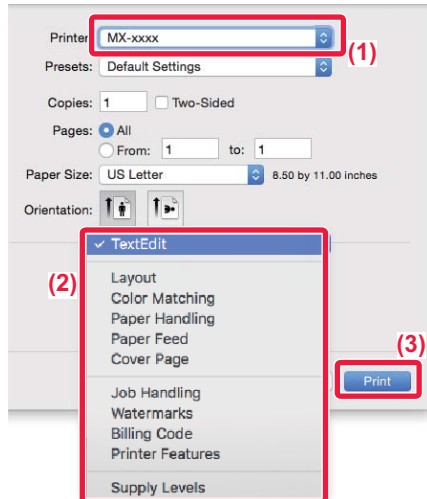 Printer: MX-xxxx
(1)
Presets: Default Settings
Copies: 1 Two-Sided
Pages: All
From: 1 to: 1
Paper Size: US Letter 8.50 by 11.00 inches
Orientation:
✓ TextEdit
(2)
Layout
Color Matching
Paper Handling
Paper Feed
Cover Page
(3)
Print
Job Handling
Watermarks
Billing Code
Printer Features
Supply Levels